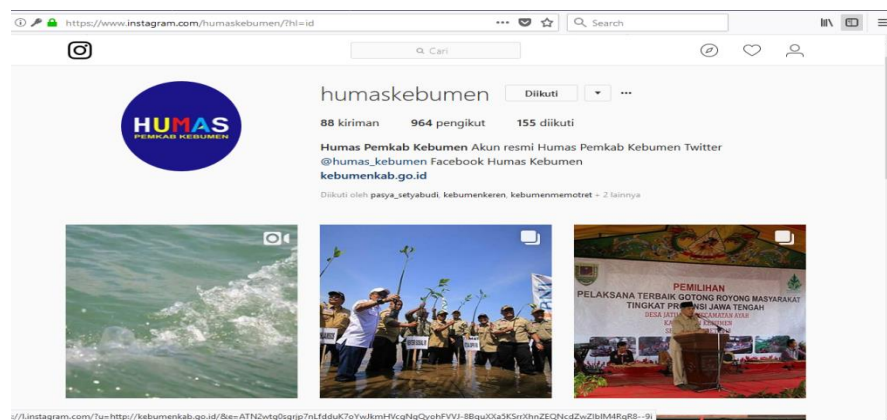 https://www.instagram.com/humaskebumen/?hl=id
Search
Cari
humaskebumen Diikuti
88 kiriman 964 pengikut 155 diikuti
Humas Pemkab Kebumen Akun resmi Humas Pemkab Kebumen Twitter
@humas_kebumen Facebook Humas Kebumen
kebumenkab.go.id
Diikuti oleh pasya_setyabudi, kebumenkeren, kebumenmemotret + 2 lainnya
HUMAS
PEMKAB KEBUMEN
PEMILIHAN
PELAKSANA TERBAIK GOTONG ROYONG MASYARAKAT
TINGKAT PROVINSI JAWA TENGAH